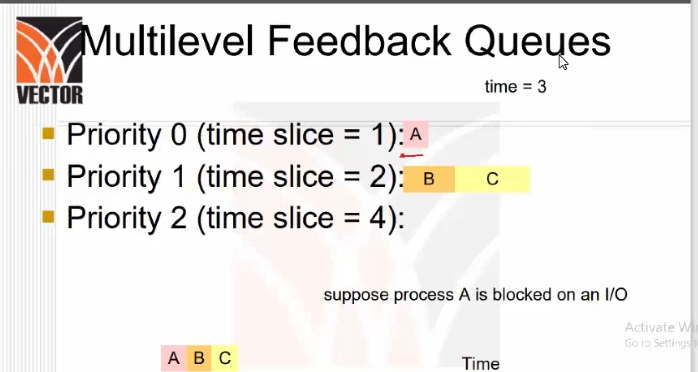 Multilevel Feedback Queues
VECTOR
time = 3
Priority 0 (time slice = 1): A
Priority 1 (time slice = 2): B C
Priority 2 (time slice = 4):
suppose process A is blocked on an I/O
Activate Wi
Go to Settings
A B C
Time